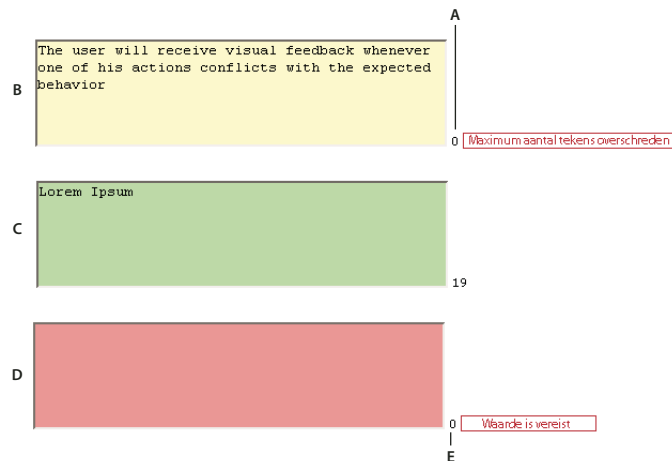 A
The user will receive visual feedback whenever
one of his actions conflicts with the expected
behavior
B
0 Maximum aantal tekens overschreden
Lorem Ipsum
C
19
D
0 Waarde is vereist
E